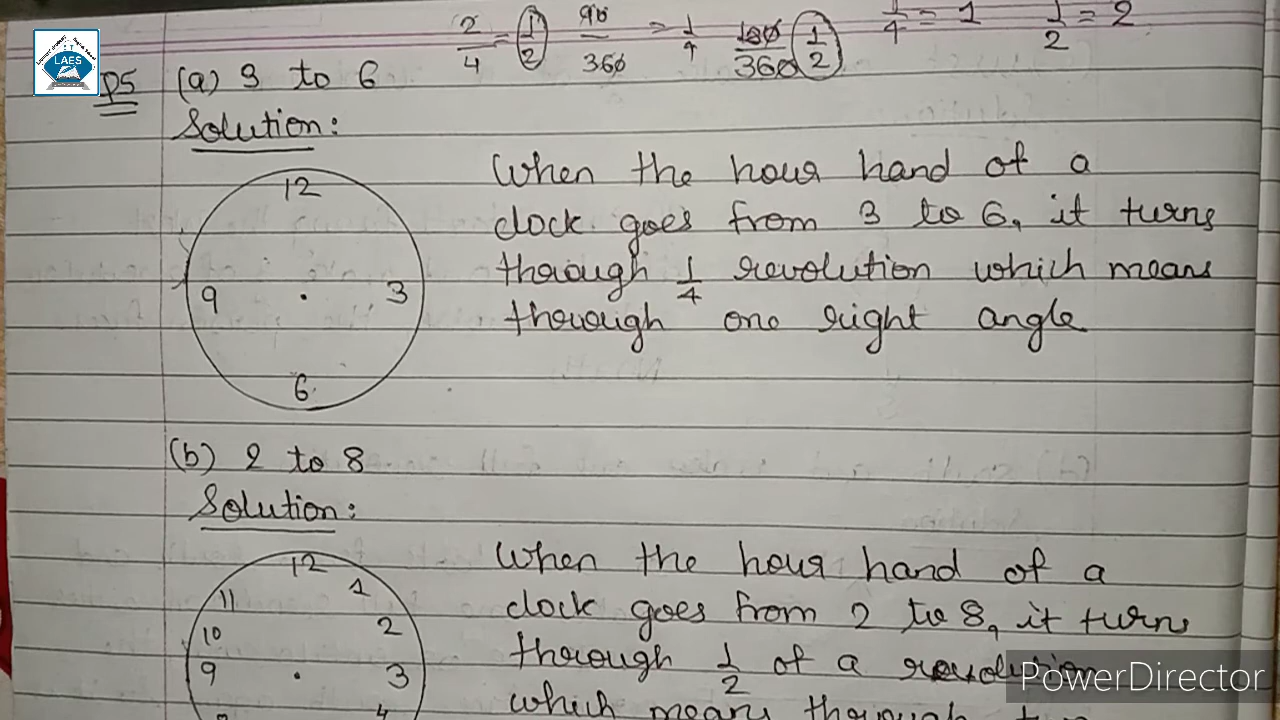 2/4 = 1/2 90/360 = 1/4 180/360 1/2 1/4 = 1 1/2 = 2
LAES
(a) 3 to 6
Solution:
When the hour hand of a
clock goes from 3 to 6, it turns
through 1/4 revolution which means
through one right angle
12
9 3
6
(b) 2 to 8
Solution:
When the hour hand of a
clock goes from 2 to 8, it turns
through 1/2 of a revolution
which means through
12
11 1
10 2
9 3
4
PowerDirector